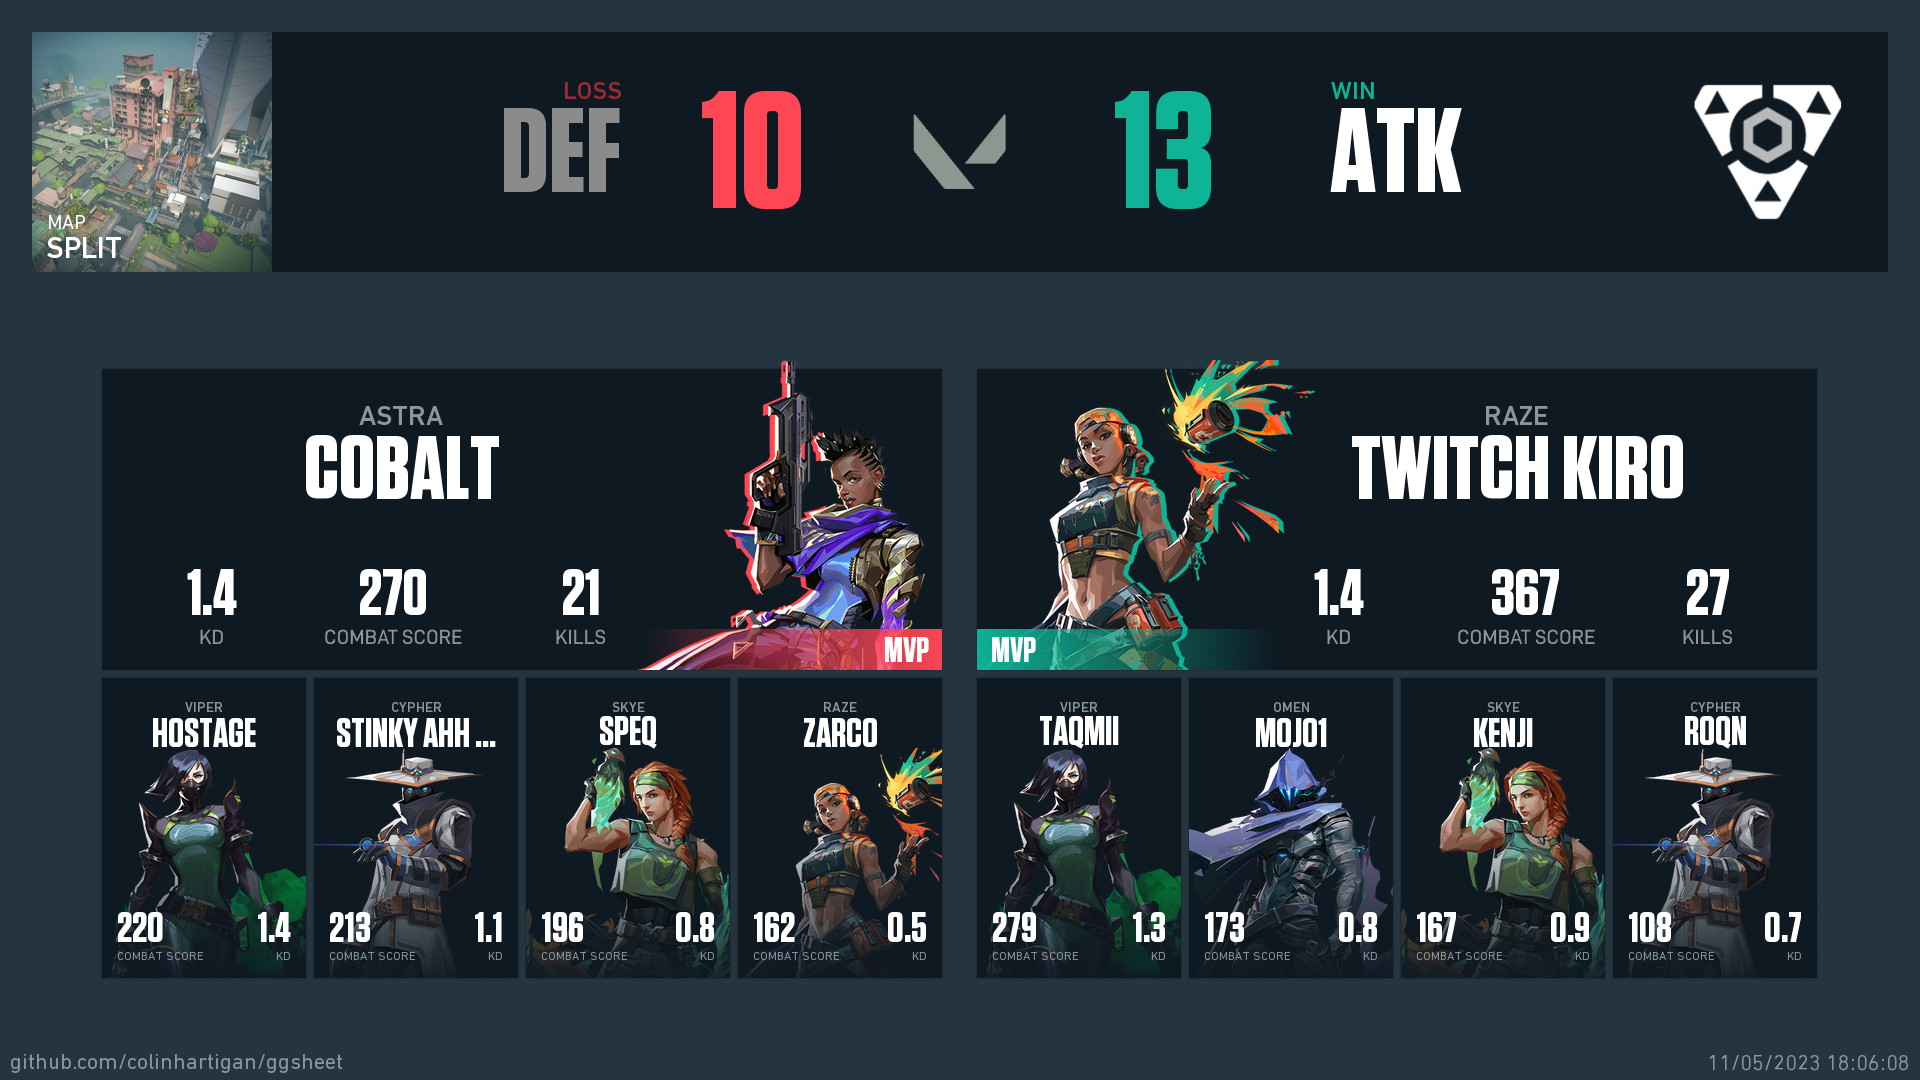 MAP
SPLIT
LOSS
DEF
10
13
WIN
ATK
ASTRA
COBALT
1.4
KD
270
COMBAT SCORE
21
KILLS
MVP
RAZE
TWITCH KIRO
MVP
1.4
KD
367
COMBAT SCORE
27
KILLS
VIPER
HOSTAGE
220
COMBAT SCORE
1.4
KD
CYPHER
STINKY AHH ...
213
COMBAT SCORE
1.1
KD
SKYE
SPEQ
196
COMBAT SCORE
0.8
KD
RAZE
ZARCO
162
COMBAT SCORE
0.5
KD
VIPER
TAQMII
279
COMBAT SCORE
1.3
KD
OMEN
MOJO1
173
COMBAT SCORE
0.8
KD
SKYE
KENJI
167
COMBAT SCORE
0.9
KD
CYPHER
ROQN
108
COMBAT SCORE
0.7
KD
github.com/colinhartigan/ggsheet
11/05/2023 18:06:08